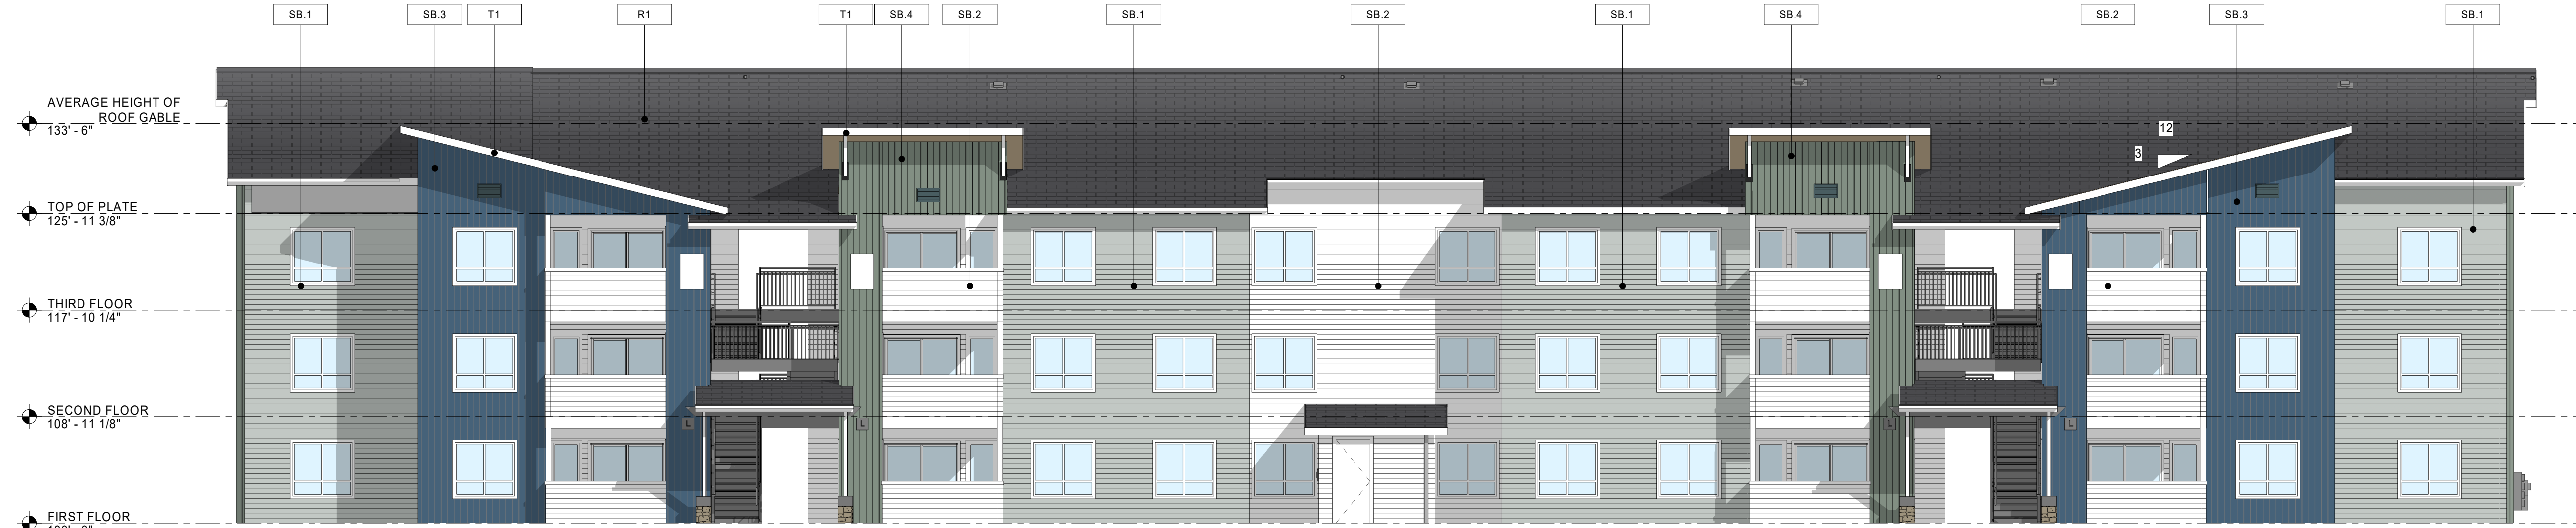 SB.1
SB.3
T1
R1
T1
SB.4
SB.2
SB.1
SB.2
SB.1
SB.4
SB.2
SB.3
SB.1
AVERAGE HEIGHT OF
ROOF GABLE
133' - 6"
12
3
TOP OF PLATE
125' - 11 3/8"
THIRD FLOOR
117' - 10 1/4"
SECOND FLOOR
108' - 11 1/8"
L
L
L
L
FIRST FLOOR